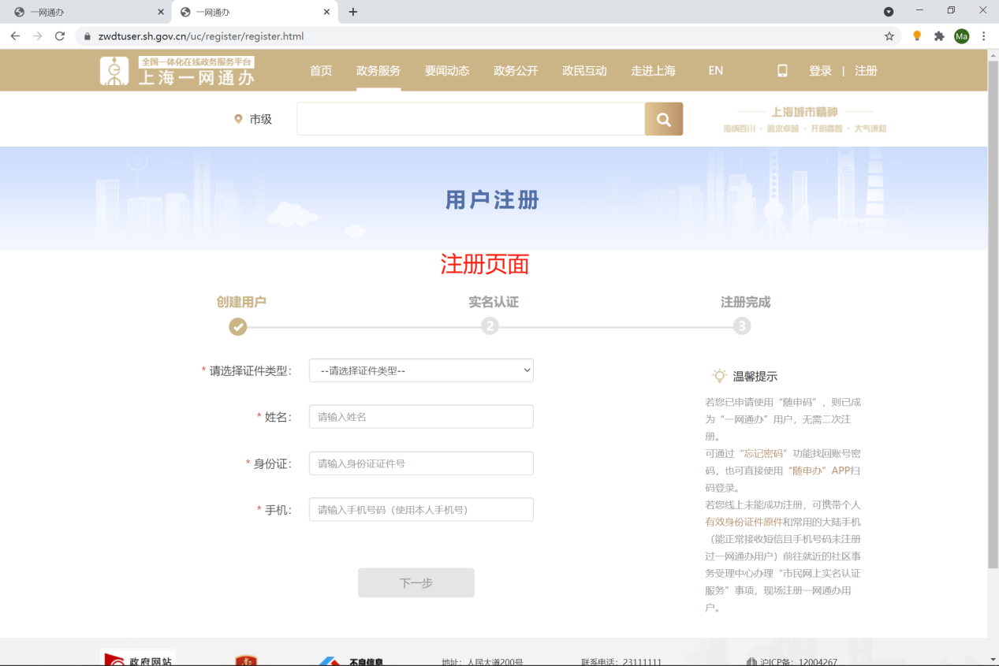 一网通办
一网通办
zwdtuser.sh.gov.cn/uc/register/register.html
Ma
全国一体化在线政务服务平台
上海一网通办
首页 政务服务 要闻动态 政务公开 政民互动 走进上海 EN 登录 | 注册
市级
上海城市精神
海纳百川 · 追求卓越 · 开明睿智 · 大气谦和
用户注册
注册页面
创建用户 实名认证 注册完成
2 3
* 请选择证件类型： --请选择证件类型--
* 姓名： 请输入姓名
* 身份证： 请输入身份证证件号
* 手机： 请输入手机号码（使用本人手机号）
下一步
温馨提示
若您已申请使用“随申码”，则已成
为“一网通办”用户，无需二次注
册。
可通过“忘记密码”功能找回账号密
码，也可直接使用“随申办”APP扫
码登录。
若您线上未能成功注册，可携带个人
有效身份证件原件和常用的大陆手机
（能正常接收短信且手机号码未注册
过一网通办用户）前往就近的社区事
务受理中心办理“市民网上实名认证
服务”事项，现场注册一网通办用
户。
政府网站 不良信息 地址：人民大道200号 联系电话：23111111 沪ICP备：12004267